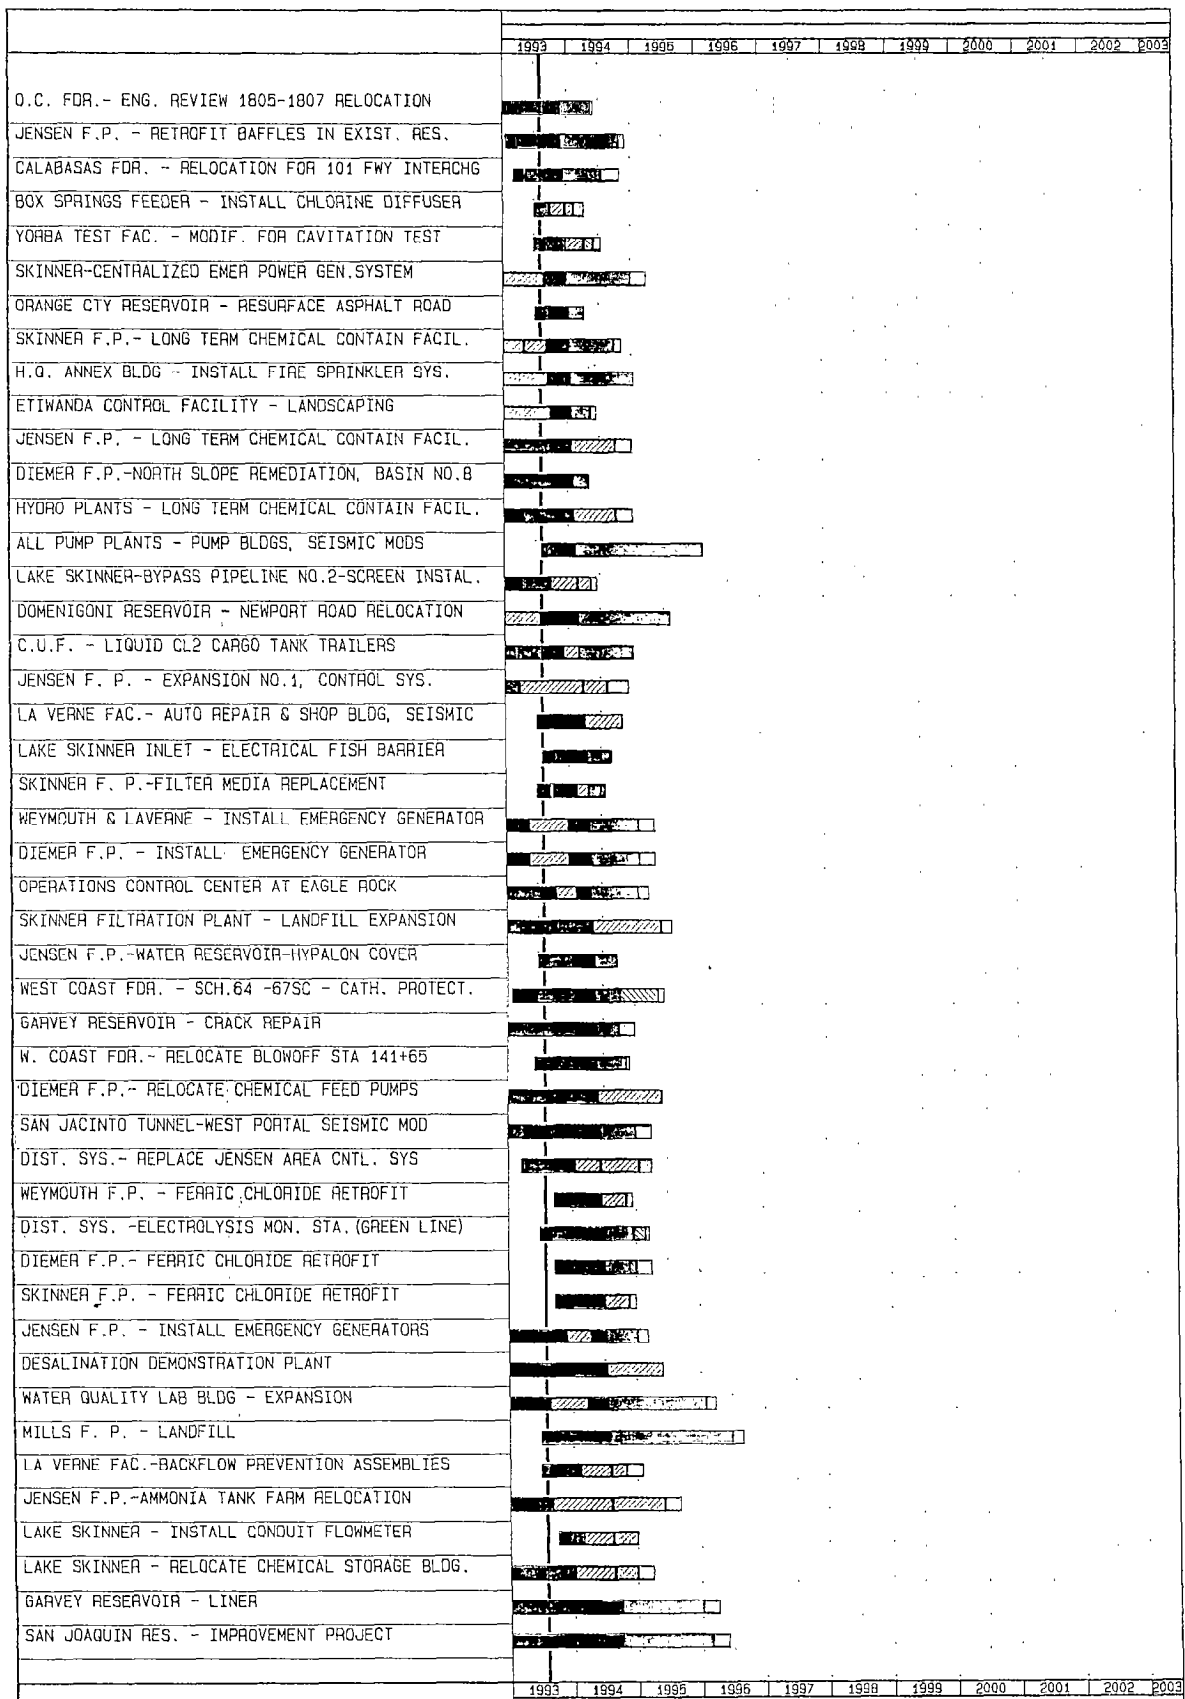 1993 1994 1995 1996 1997 1998 1999 2000 2001 2002 2003
O.C. FDR.- ENG. REVIEW 1805-1807 RELOCATION
JENSEN F.P. - RETROFIT BAFFLES IN EXIST. RES.
CALABASAS FDR. - RELOCATION FOR 101 FWY INTERCHG
BOX SPRINGS FEEDER - INSTALL CHLORINE DIFFUSER
YORBA TEST FAC. - MODIF. FOR CAVITATION TEST
SKINNER-CENTRALIZED EMER POWER GEN.SYSTEM
ORANGE CTY RESERVOIR - RESURFACE ASPHALT ROAD
SKINNER F.P.- LONG TERM CHEMICAL CONTAIN FACIL.
H.Q. ANNEX BLDG - INSTALL FIRE SPRINKLER SYS.
ETIWANDA CONTROL FACILITY - LANDSCAPING
JENSEN F.P. - LONG TERM CHEMICAL CONTAIN FACIL.
DIEMER F.P.-NORTH SLOPE REMEDIATION, BASIN NO.8
HYDRO PLANTS - LONG TERM CHEMICAL CONTAIN FACIL.
ALL PUMP PLANTS - PUMP BLDGS, SEISMIC MODS
LAKE SKINNER-BYPASS PIPELINE NO.2-SCREEN INSTAL.
DOMENIGONI RESERVOIR - NEWPORT ROAD RELOCATION
C.U.F. - LIQUID CL2 CARGO TANK TRAILERS
JENSEN F. P. - EXPANSION NO.1, CONTROL SYS.
LA VERNE FAC.- AUTO REPAIR & SHOP BLDG, SEISMIC
LAKE SKINNER INLET - ELECTRICAL FISH BARRIER
SKINNER F. P.-FILTER MEDIA REPLACEMENT
WEYMOUTH & LAVERNE - INSTALL EMERGENCY GENERATOR
DIEMER F.P. - INSTALL EMERGENCY GENERATOR
OPERATIONS CONTROL CENTER AT EAGLE ROCK
SKINNER FILTRATION PLANT - LANDFILL EXPANSION
JENSEN F.P.-WATER RESERVOIR-HYPALON COVER
WEST COAST FDR. - SCH.64 -67SC - CATH. PROTECT.
GARVEY RESERVOIR - CRACK REPAIR
W. COAST FDR.- RELOCATE BLOWOFF STA 141+65
DIEMER F.P.- RELOCATE CHEMICAL FEED PUMPS
SAN JACINTO TUNNEL-WEST PORTAL SEISMIC MOD
DIST. SYS.- REPLACE JENSEN AREA CNTL. SYS
WEYMOUTH F.P. - FERRIC CHLORIDE RETROFIT
DIST. SYS. -ELECTROLYSIS MON. STA.(GREEN LINE)
DIEMER F.P.- FERRIC CHLORIDE RETROFIT
SKINNER F.P. - FERRIC CHLORIDE RETROFIT
JENSEN F.P. - INSTALL EMERGENCY GENERATORS
DESALINATION DEMONSTRATION PLANT
WATER QUALITY LAB BLDG - EXPANSION
MILLS F. P. - LANDFILL
LA VERNE FAC.-BACKFLOW PREVENTION ASSEMBLIES
JENSEN F.P.-AMMONIA TANK FARM RELOCATION
LAKE SKINNER - INSTALL CONDUIT FLOWMETER
LAKE SKINNER - RELOCATE CHEMICAL STORAGE BLDG.
GARVEY RESERVOIR - LINER
SAN JOAQUIN RES. - IMPROVEMENT PROJECT
1993 1994 1995 1996 1997 1998 1999 2000 2001 2002 2003